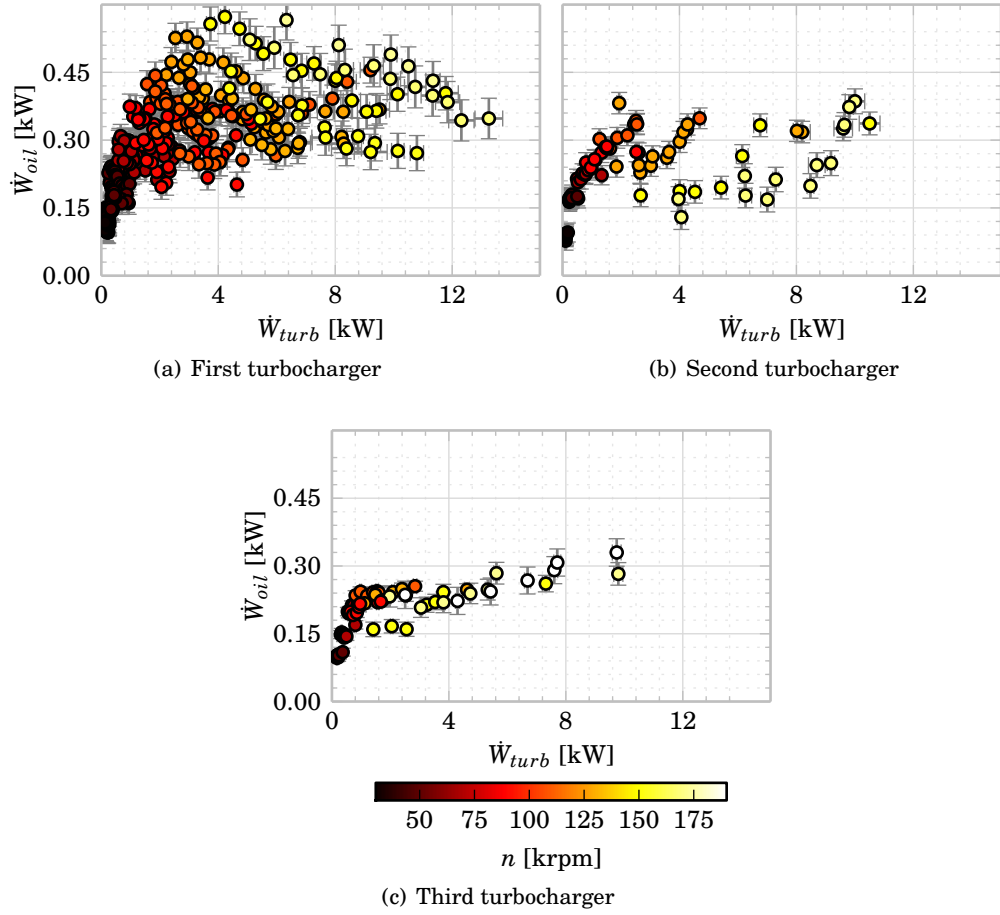 0.45
0.30
0.15
0.00
Ẇoil [kW]
0 4 8 12
Ẇturb [kW]
(a) First turbocharger
0 4 8 12
Ẇturb [kW]
(b) Second turbocharger
0.45
0.30
0.15
0.00
Ẇoil [kW]
0 4 8 12
Ẇturb [kW]
50 75 100 125 150 175
n [krpm]
(c) Third turbocharger